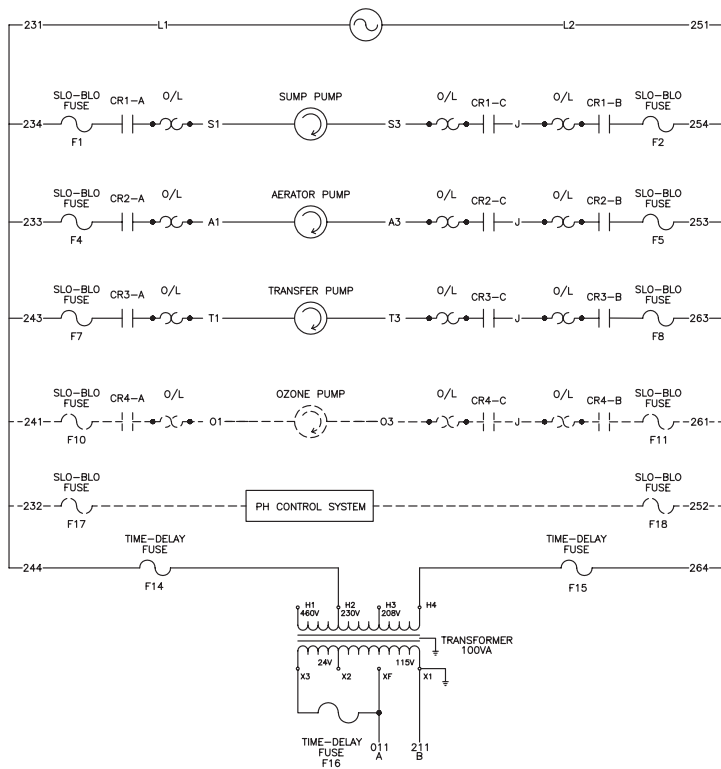 231 L1 L2 251
SLO-BLO FUSE CR1-A O/L SUMP PUMP O/L CR1-C O/L CR1-B SLO-BLO FUSE
234 S1 S3 J 254
F1 F2
SLO-BLO FUSE CR2-A O/L AERATOR PUMP O/L CR2-C O/L CR2-B SLO-BLO FUSE
233 A1 A3 J 253
F4 F5
SLO-BLO FUSE CR3-A O/L TRANSFER PUMP O/L CR3-C O/L CR3-B SLO-BLO FUSE
243 T1 T3 J 263
F7 F8
SLO-BLO FUSE CR4-A O/L OZONE PUMP O/L CR4-C O/L CR4-B SLO-BLO FUSE
241 O1 O3 J 261
F10 F11
SLO-BLO FUSE SLO-BLO FUSE
232 PH CONTROL SYSTEM 252
F17 F18
TIME-DELAY FUSE TIME-DELAY FUSE
244 264
F14 F15
H1 H2 H3 H4
460V 230V 208V
TRANSFORMER
100VA
24V 115V
X3 X2 XF X1
TIME-DELAY
FUSE
F16
011 211
A B